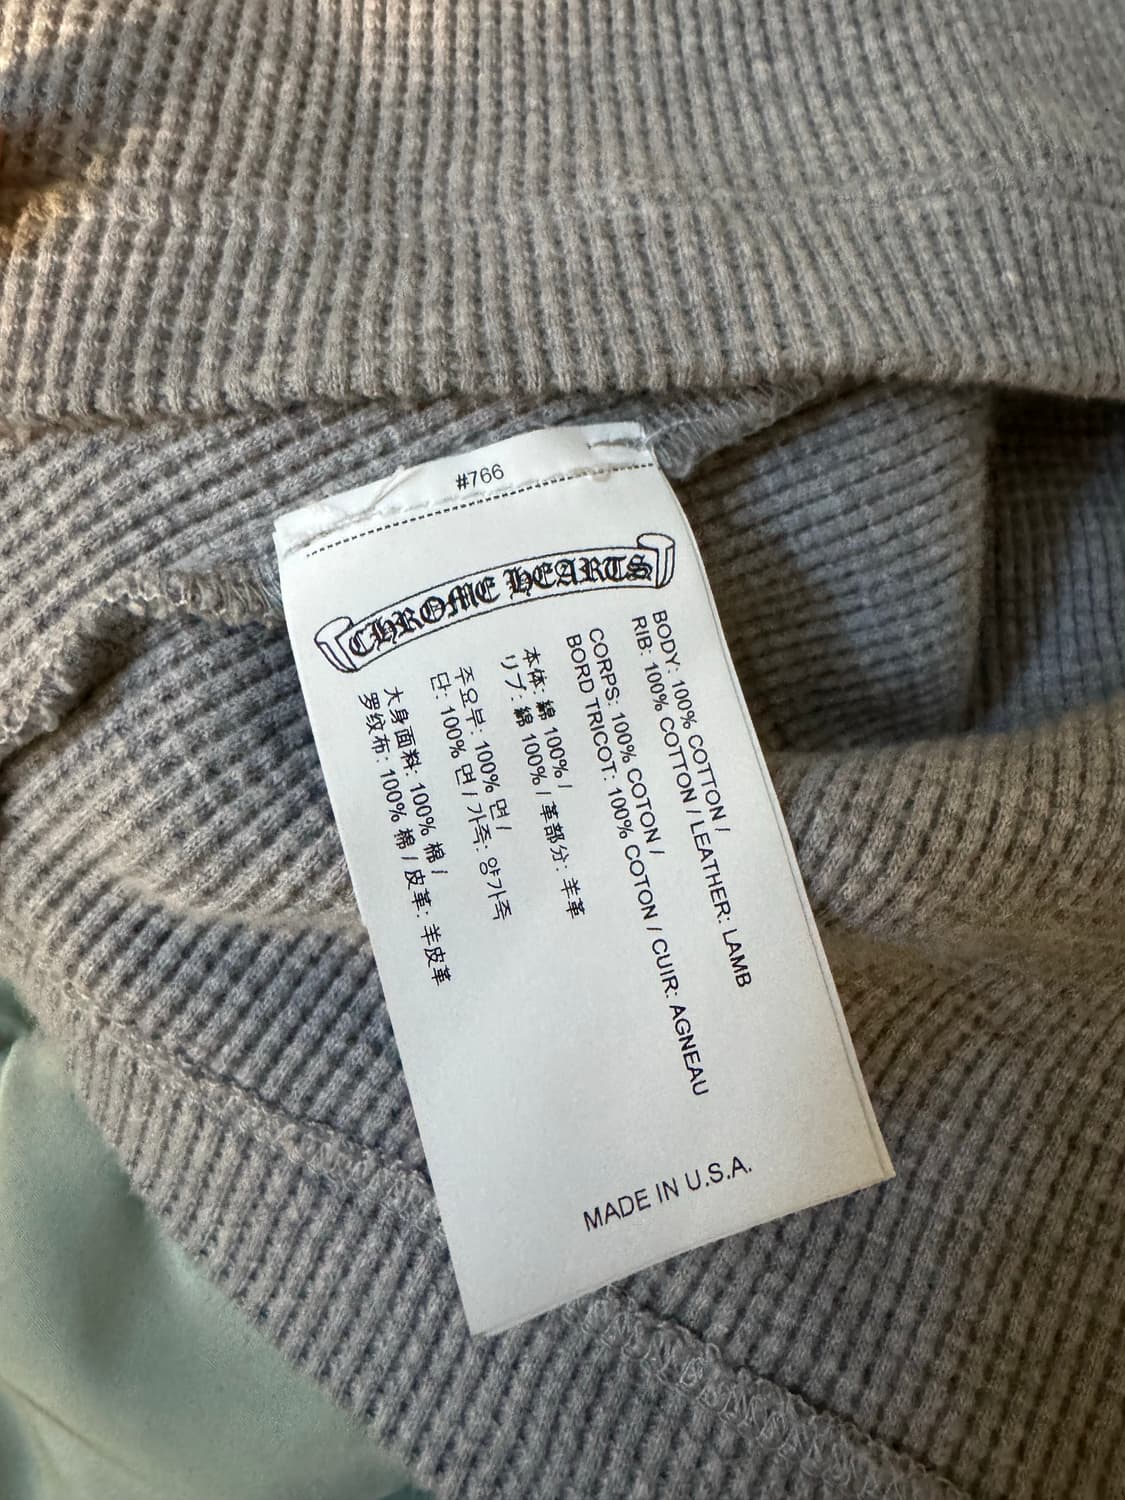 #766
CHROME HEARTS
BODY: 100% COTTON /
RIB: 100% COTTON / LEATHER: LAMB
CORPS: 100% COTON /
BORD TRICOT: 100% COTON / CUIR: AGNEAU
本体: 綿 100% /
リブ: 綿 100% / 革部分: 羊革
주요부: 100% 면 /
단: 100% 면 / 가죽: 양가죽
大身面料: 100% 棉 /
罗纹布: 100% 棉 / 皮革: 羊皮革
MADE IN U.S.A.